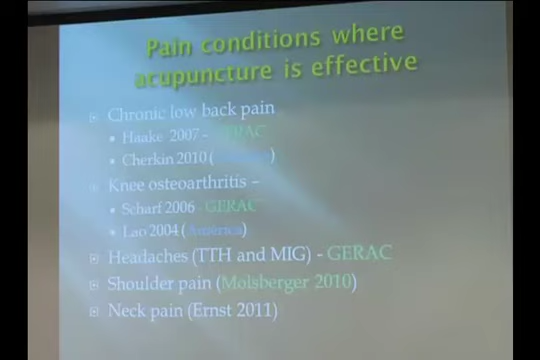 Pain conditions where
acupuncture is effective
Chronic low back pain
Haake 2007 - GERAC
Cherkin 2010 (
)
Knee osteoarthritis –
Scharf 2006 - GERAC
Lao 2004 (America)
Headaches (TTH and MIG) - GERAC
Shoulder pain (Molsberger 2010)
Neck pain (Ernst 2011)